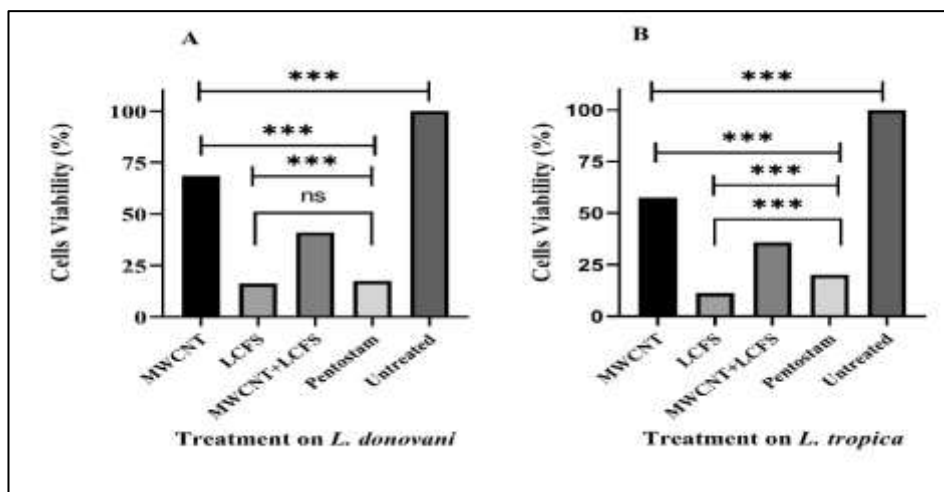 A
***
***
***
ns
Cells Viability (%)
100
75
50
25
0
MWCNT
LCFS
MWCNT+LCFS
Pentostam
Untreated
Treatment on L. donovani
B
***
***
***
***
Cells Viability (%)
100
75
50
25
0
MWCNT
LCFS
MWCNT+LCFS
Pentostam
Untreated
Treatment on L. tropica